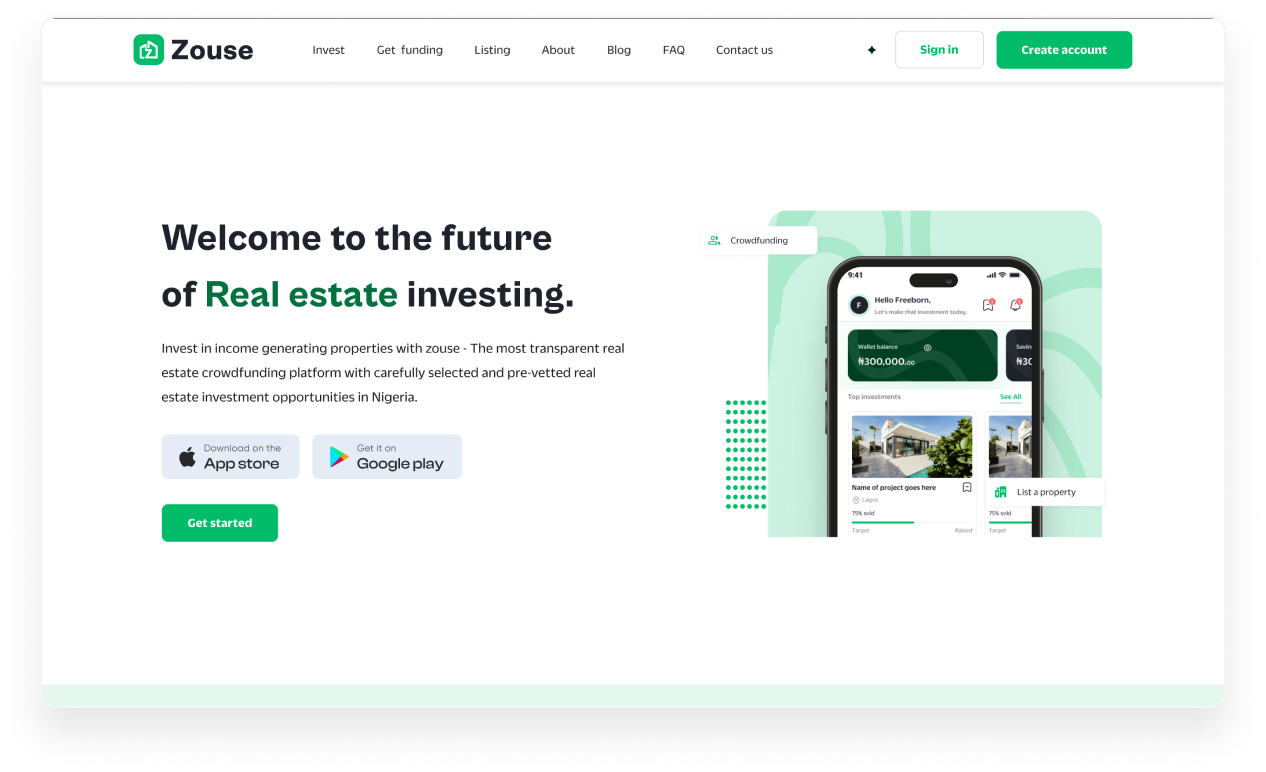 Zouse
Invest
Get funding
Listing
About
Blog
FAQ
Contact us
Sign in
Create account
Welcome to the future
of Real estate investing.
Invest in income generating properties with zouse - The most transparent real
estate crowdfunding platform with carefully selected and pre-vetted real
estate investment opportunities in Nigeria.
Download on the
App store
Get it on
Google play
Get started
Crowdfunding
9:41
F
Hello Freeborn,
Let's make that investment today.
1
1
Wallet balance
₦300,000.00
Savin
₦30
Top investments
See All
Name of project goes here
Lagos
75% sold
Target
Raised
List a property
75% sold
Target